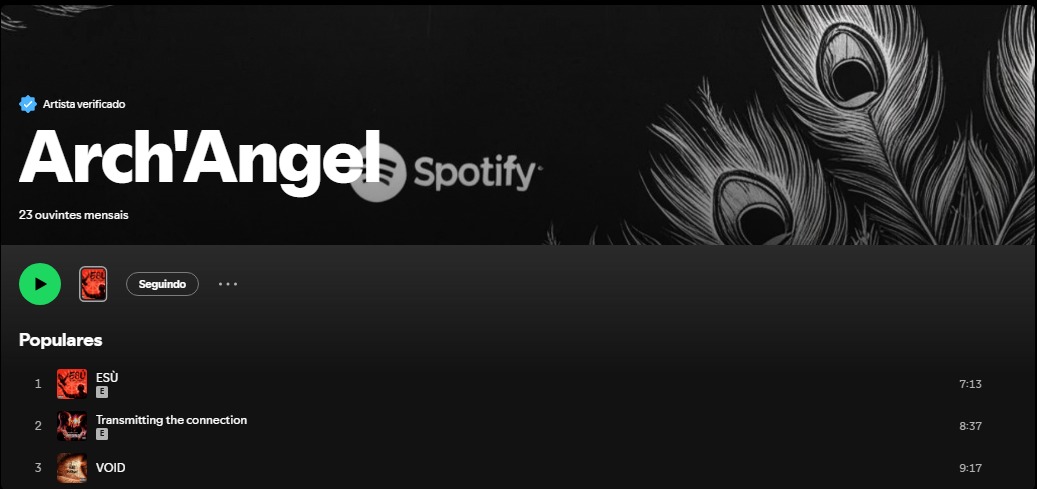 Artista verificado
Arch'Angel
Spotify
23 ouvintes mensais
Seguindo
Populares
1 ESÙ 7:13
E
2 Transmitting the connection 8:37
E
3 VOID 9:17